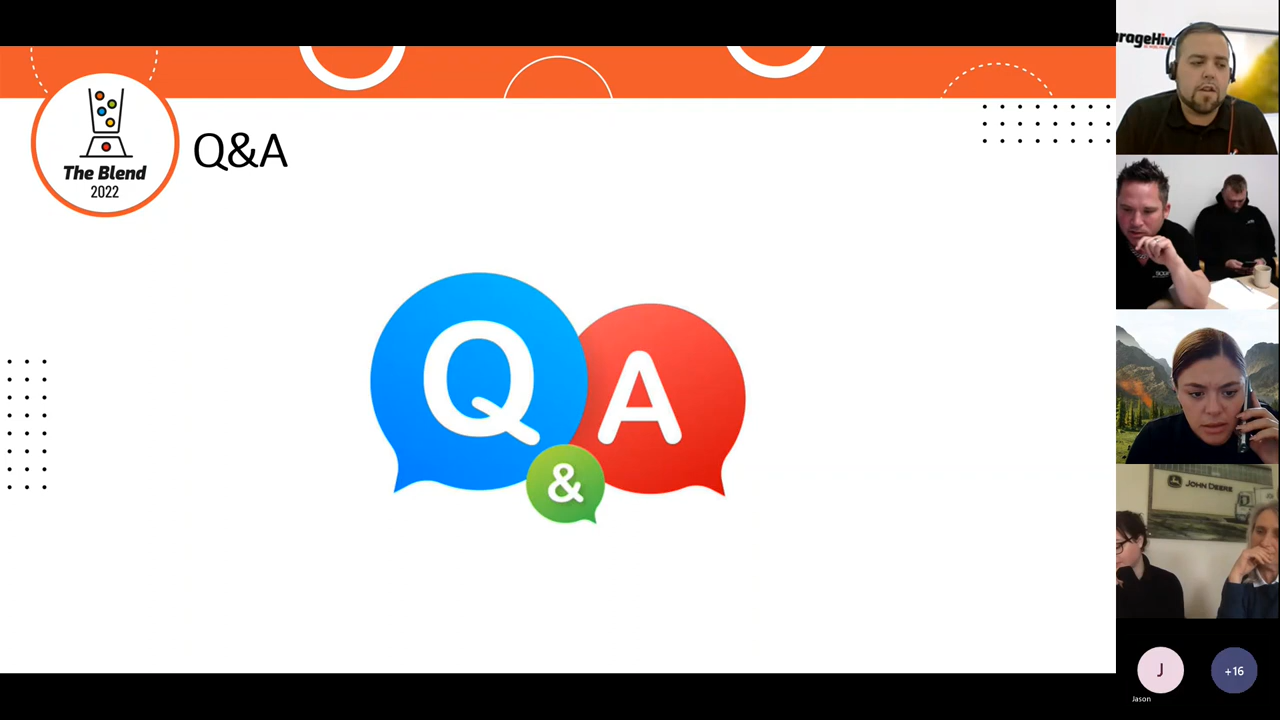 The Blend
2022
Q&A
Q
&
A
arageHive
JOHN DEERE
J
+16
Jason